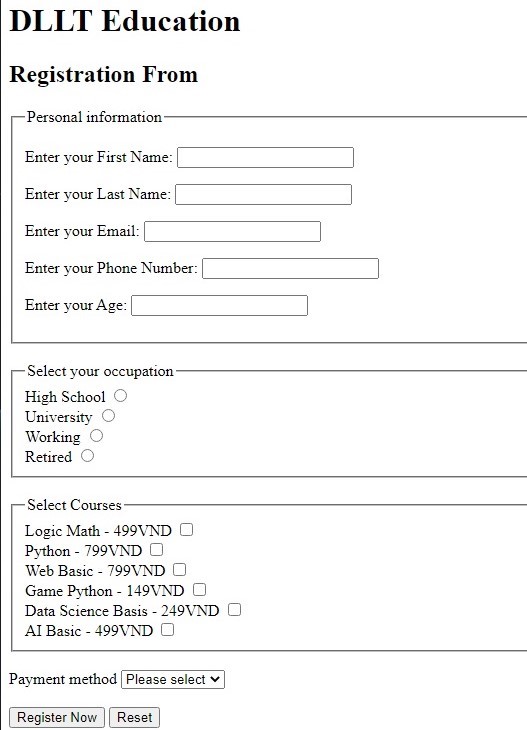 DLLT Education
Registration From
Personal information
Enter your First Name:
Enter your Last Name:
Enter your Email:
Enter your Phone Number:
Enter your Age:
Select your occupation
High School
University
Working
Retired
Select Courses
Logic Math - 499VND
Python - 799VND
Web Basic - 799VND
Game Python - 149VND
Data Science Basis - 249VND
AI Basic - 499VND
Payment method Please select
Register Now Reset